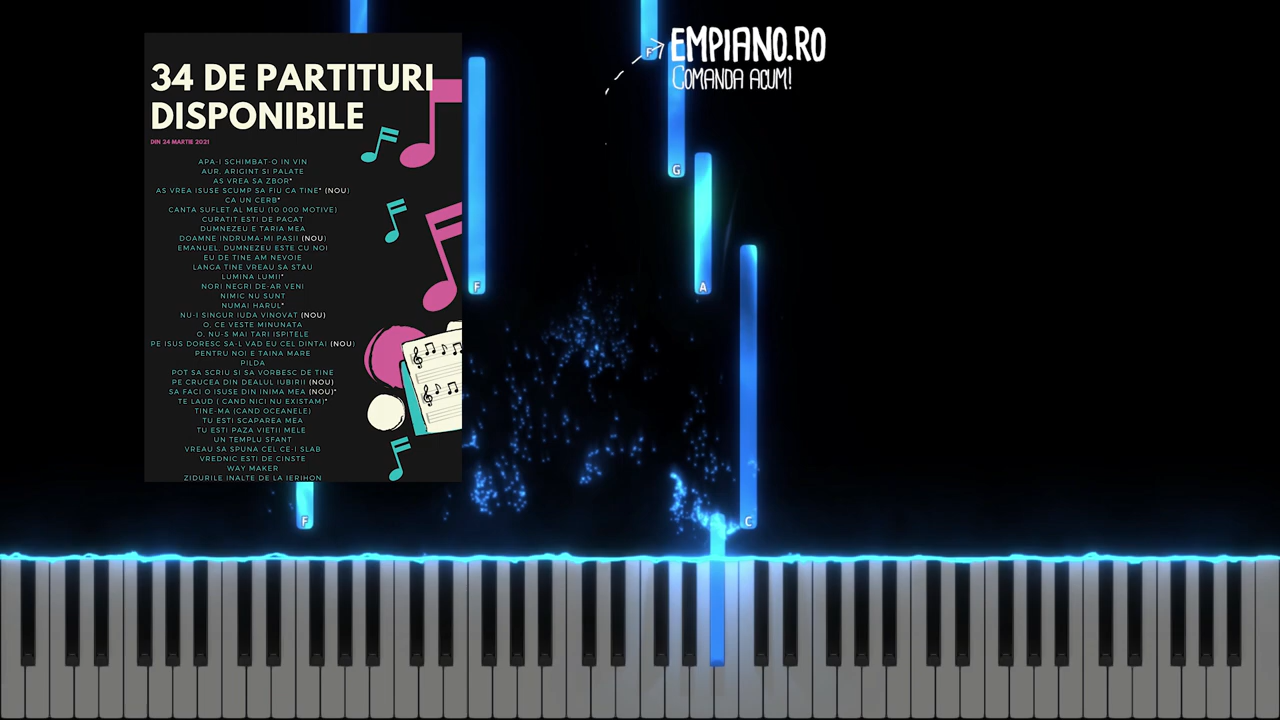 34 DE PARTITURI
DISPONIBILE
DIN 24 MARTIE 2021
APA-I SCHIMBAT-O IN VIN
AUR, ARGINT SI PALATE
AS VREA SA ZBOR*
AS VREA ISUSE SCUMP SA FIU CA TINE* (NOU)
CA UN CERB*
CANTA SUFLET AL MEU (10 000 MOTIVE)
CURATIT ESTI DE PACAT
DUMNEZEU E TARIA MEA
DOAMNE INDRUMA-MI PASII (NOU)
EMANUEL, DUMNEZEU ESTE CU NOI
EU DE TINE AM NEVOIE
LANGA TINE VREAU SA STAU
LUMINA LUMII*
NORI NEGRI DE-AR VENI
NIMIC NU SUNT
NUMAI HARUL*
NU-I SINGUR IUDA VINOVAT (NOU)
O, CE VESTE MINUNATA
O, NU-S MAI TARI ISPITELE
PE ISUS DORESC SA-L VAD EU CEL DINTAI (NOU)
PENTRU NOI E TAINA MARE
PILDA
POT SA SCRIU SI SA VORBESC DE TINE
PE CRUCEA DIN DEALUL IUBIRII (NOU)
SA FACI O ISUSE DIN INIMA MEA (NOU)*
TE LAUD ( CAND NICI NU EXISTAM)*
TINE-MA (CAND OCEANELE)
TU ESTI SCAPAREA MEA
TU ESTI PAZA VIETII MELE
UN TEMPLU SFANT
VREAU SA SPUNA CEL CE-I SLAB
VREDNIC ESTI DE CINSTE
WAY MAKER
ZIDURILE INALTE DE LA IERIHON
EMPIANO.RO
COMANDA ACUM!
F
G
F
A
F
C